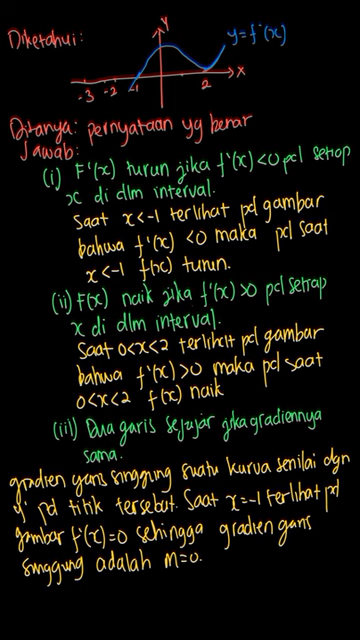 Diketahui:
Y
y=f'(x)
-3 -2 -1 2 X
Ditanya: pernyataan yg benar
Jawab:
(i) F'(x) turun jika f'(x)<0 pd setiap
x di dlm interval.
Saat x<-1 terlihat pd gambar
bahwa f'(x) <0 maka pd saat
x<-1 f(x) turun.
(ii) F(x) naik jika f'(x)>0 pd setiap
x di dlm interval.
Saat 0<x<2 terlihat pd gambar
bahwa f'(x)>0 maka pd saat
0<x<2 f(x) naik
(iii) Dua garis sejajar jika gradiennya
sama.
gradien garis singgung suatu kurva senilai dgn
y' pd titik tersebut. Saat x=-1 terlihat pd
gambar f'(x)=0 sehingga gradien garis
singgung adalah m=0.